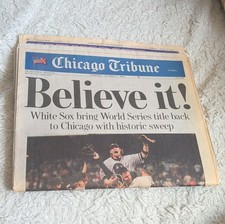 Chicago Tribune
Believe it!
White Sox bring World Series title back
to Chicago with historic sweep